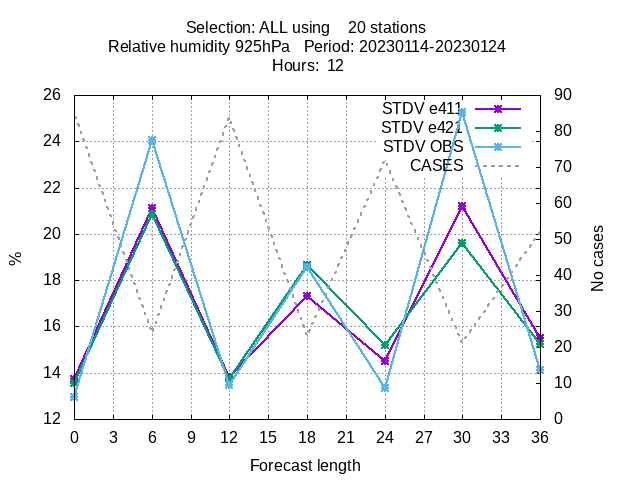 Selection: ALL using 20 stations
Relative humidity 925hPa Period: 20230114-20230124
Hours: 12
STDV e411
STDV e421
STDV OBS
CASES
26
24
22
20
18
16
14
12
%
90
80
70
60
50
40
30
20
10
0
No cases
0 3 6 9 12 15 18 21 24 27 30 33 36
Forecast length